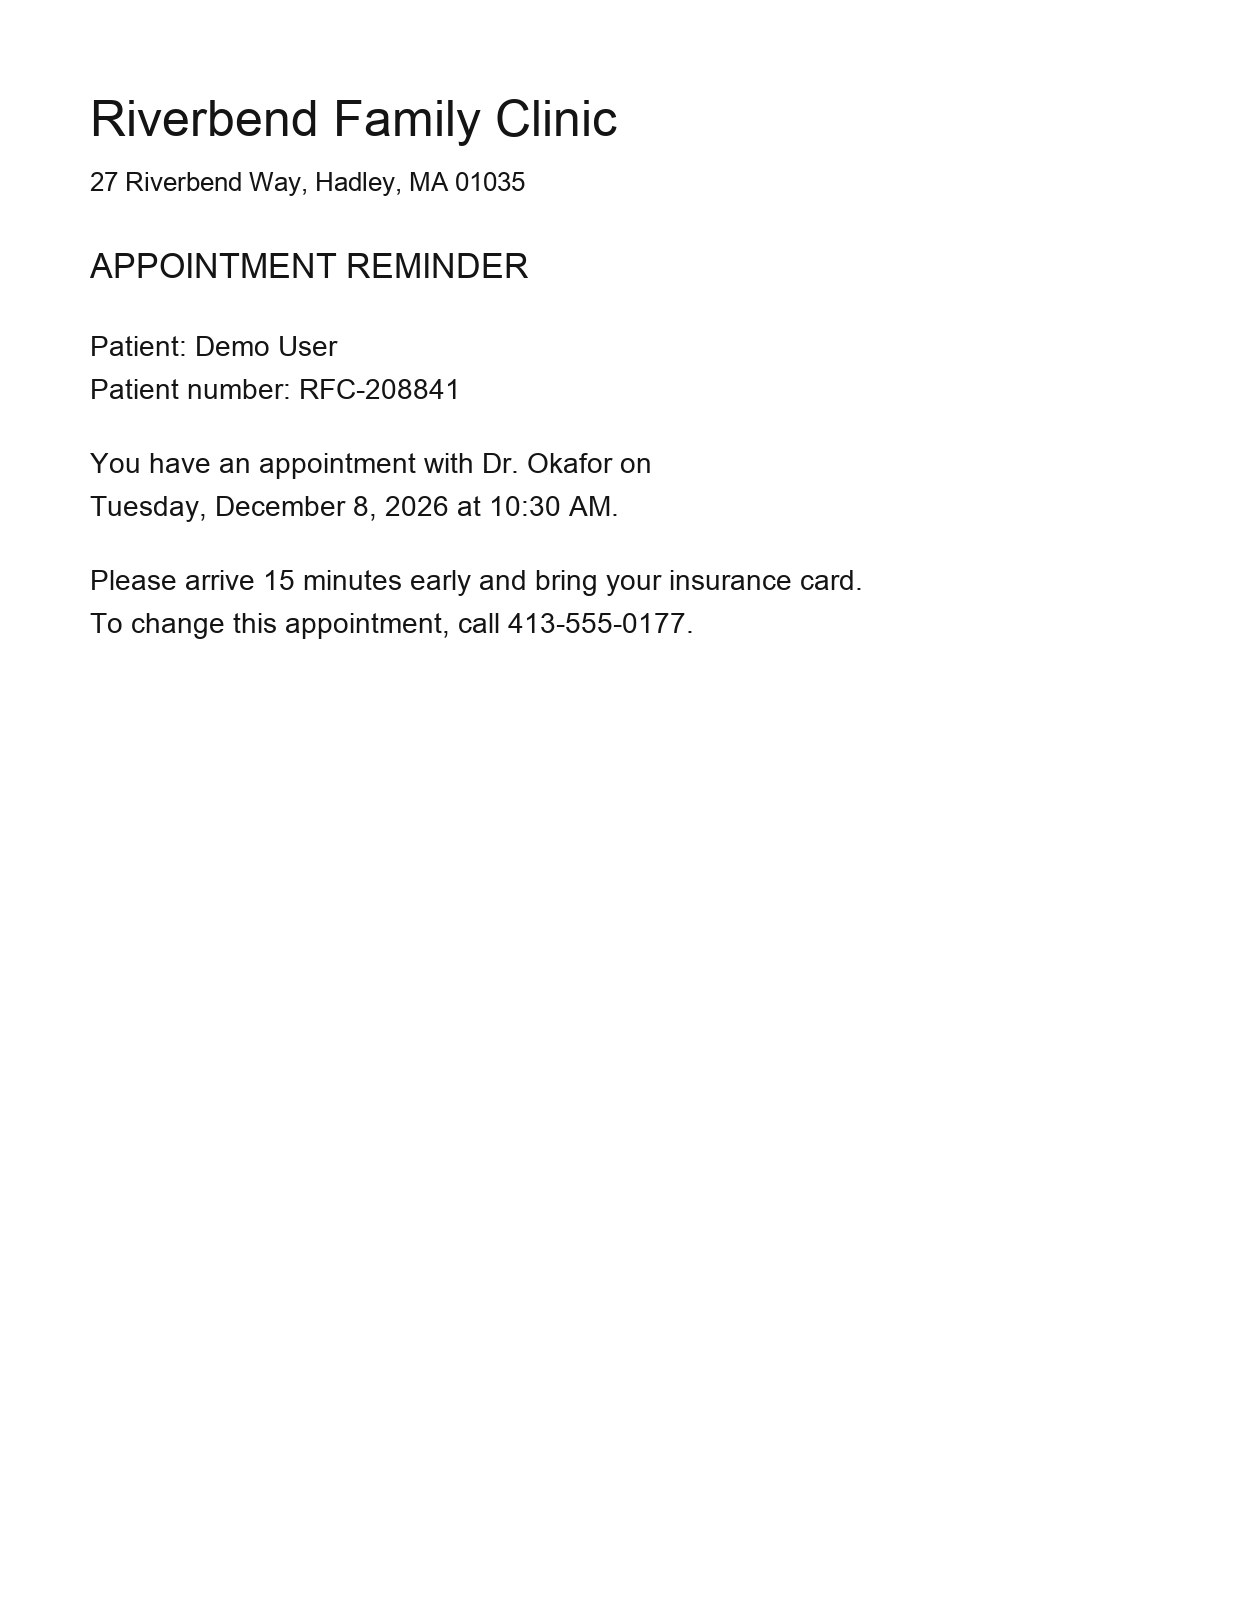 Riverbend Family Clinic
27 Riverbend Way, Hadley, MA 01035
APPOINTMENT REMINDER
Patient: Demo User
Patient number: RFC-208841
You have an appointment with Dr. Okafor on
Tuesday, December 8, 2026 at 10:30 AM.
Please arrive 15 minutes early and bring your insurance card.
To change this appointment, call 413-555-0177.